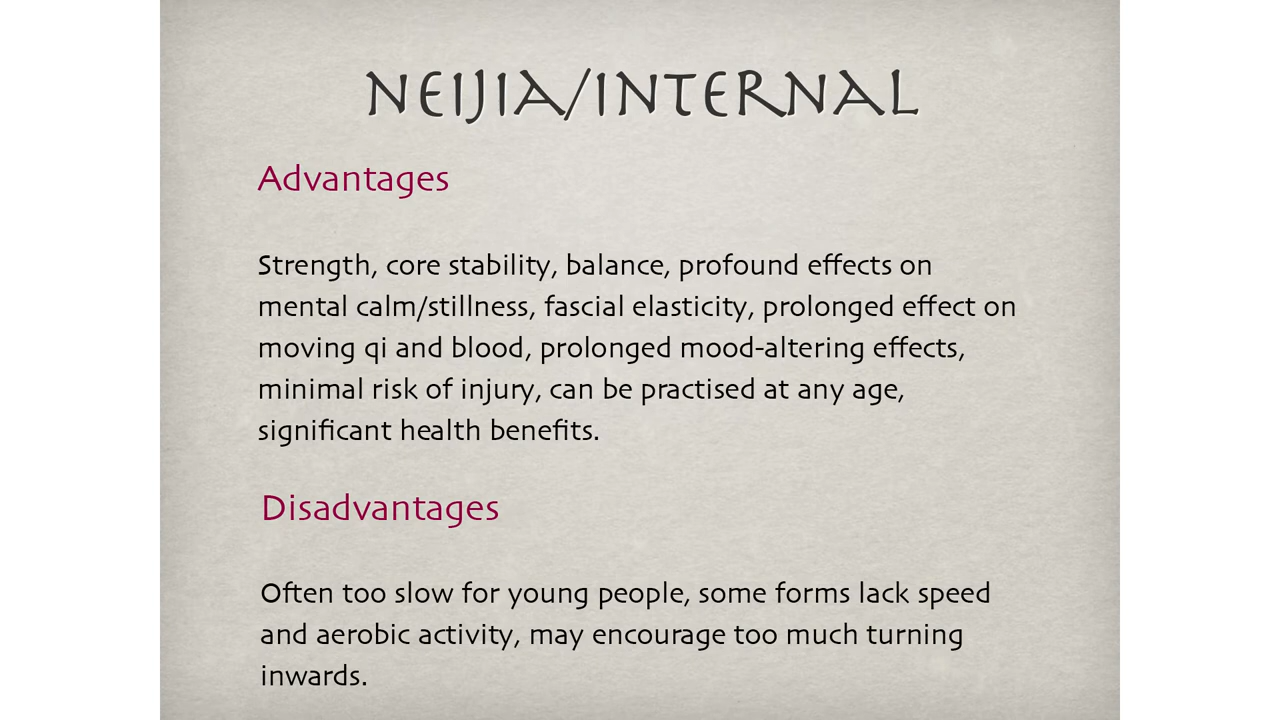 NEIJIA/INTERNAL
Advantages
Strength, core stability, balance, profound effects on
mental calm/stillness, fascial elasticity, prolonged effect on
moving qi and blood, prolonged mood-altering effects,
minimal risk of injury, can be practised at any age,
significant health benefits.
Disadvantages
Often too slow for young people, some forms lack speed
and aerobic activity, may encourage too much turning
inwards.